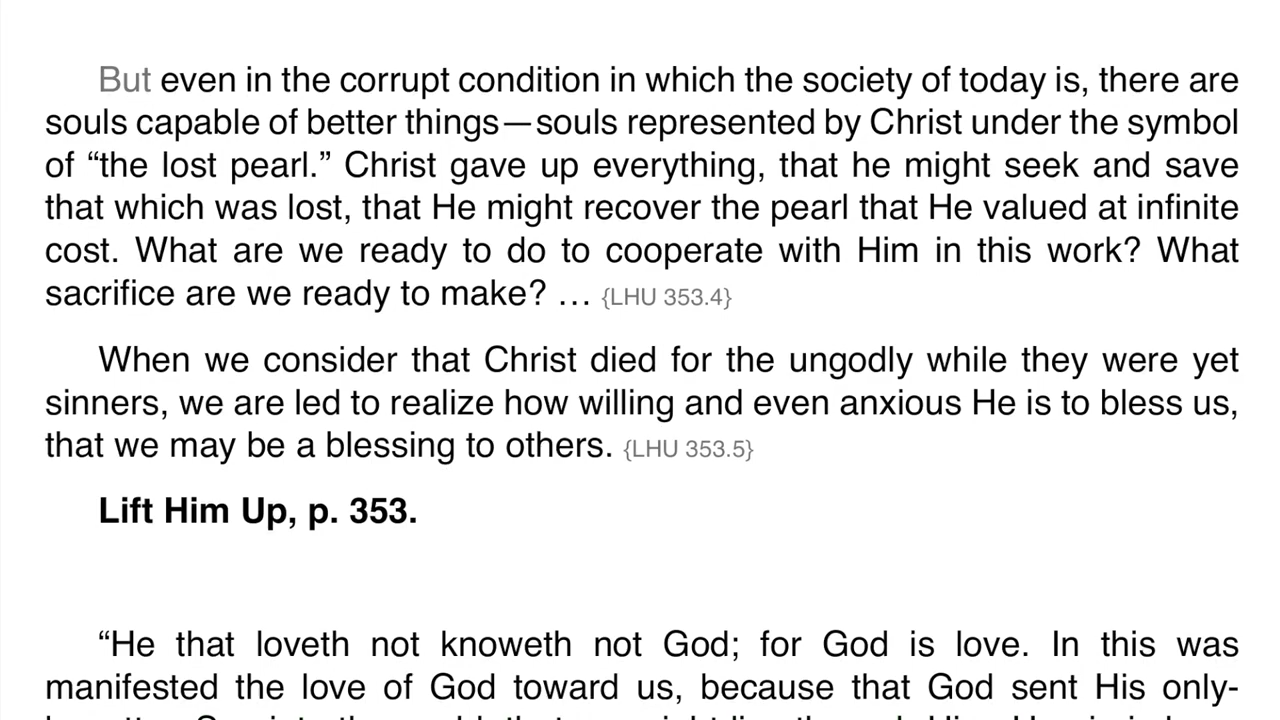 But even in the corrupt condition in which the society of today is, there are
souls capable of better things—souls represented by Christ under the symbol
of “the lost pearl.” Christ gave up everything, that he might seek and save
that which was lost, that He might recover the pearl that He valued at infinite
cost. What are we ready to do to cooperate with Him in this work? What
sacrifice are we ready to make? … {LHU 353.4}
When we consider that Christ died for the ungodly while they were yet
sinners, we are led to realize how willing and even anxious He is to bless us,
that we may be a blessing to others. {LHU 353.5}
Lift Him Up, p. 353.
“He that loveth not knoweth not God; for God is love. In this was
manifested the love of God toward us, because that God sent His only-